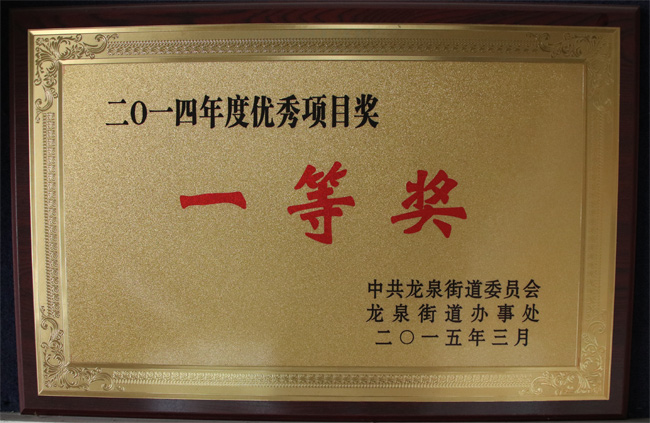 二〇一四年度优秀项目奖
一等奖
中共龙泉街道委员会
龙泉街道办事处
二〇一五年三月